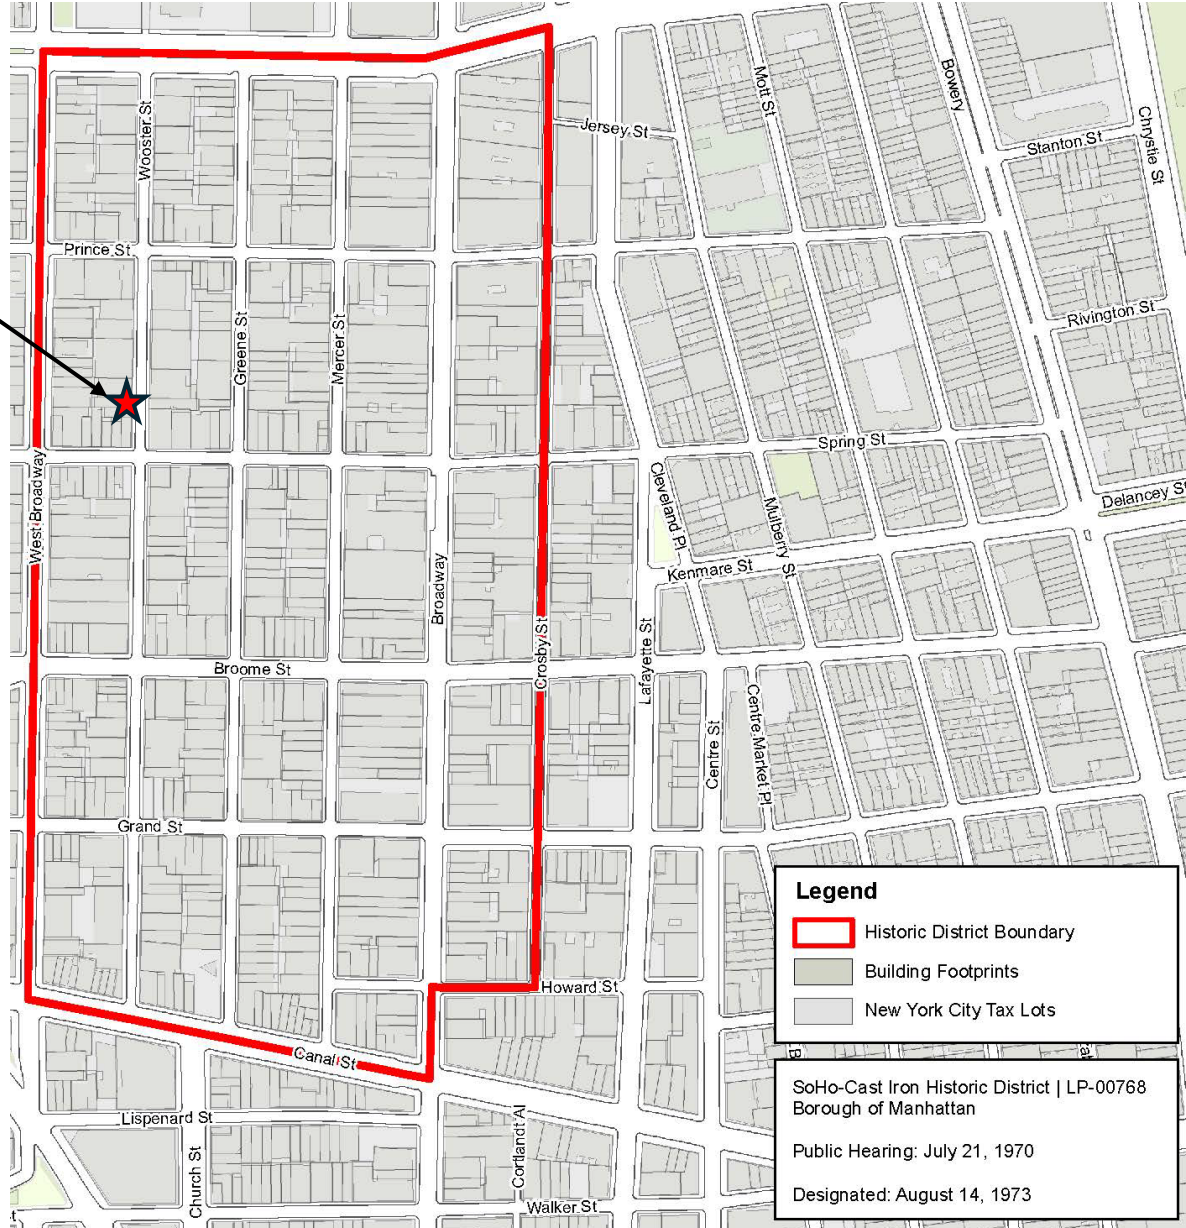 Mott St
Bowery
Wooster St
Jersey St
Stanton St
Chrystie St
Prince St
Greene St
Mercer St
Rivington St
West Broadway
Spring St
Cleveland Pl
Mulberry St
Delancey St
Kenmare St
Broadway
Crosby St
Lafayette St
Broome St
Centre St
Centre Market Pl
Grand St
Legend
Historic District Boundary
Building Footprints
New York City Tax Lots
Howard St
Canal St
SoHo-Cast Iron Historic District | LP-00768
Borough of Manhattan
Public Hearing: July 21, 1970
Designated: August 14, 1973
Lispenard St
Church St
Cortlandt Al
Walker St